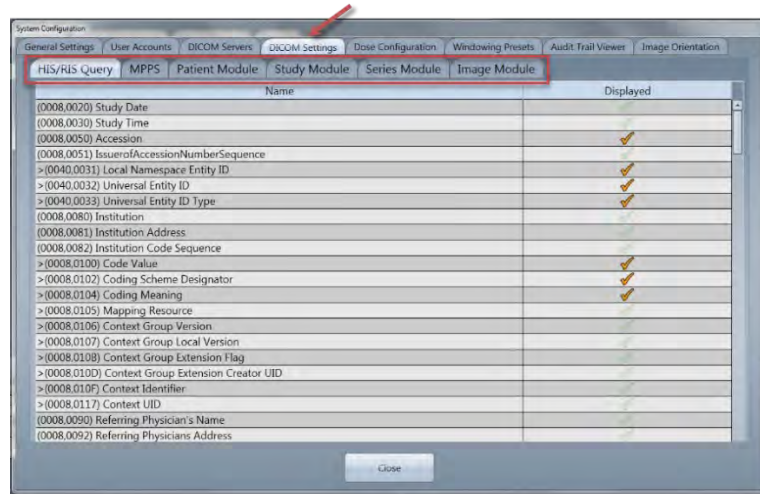 System Configuration
General Settings User Accounts DICOM Servers DICOM Settings Dose Configuration Windowing Presets Audit Trail Viewer Image Orientation
HIS/RIS Query MPPS Patient Module Study Module Series Module Image Module
Name Displayed
(0008,0020) Study Date
(0008,0030) Study Time
(0008,0050) Accession
(0008,0051) IssuerofAccessionNumberSequence
>(0040,0031) Local Namespace Entity ID
>(0040,0032) Universal Entity ID
>(0040,0033) Universal Entity ID Type
(0008,0080) Institution
(0008,0081) Institution Address
(0008,0082) Institution Code Sequence
>(0008,0100) Code Value
>(0008,0102) Coding Scheme Designator
>(0008,0104) Coding Meaning
>(0008,0105) Mapping Resource
>(0008,0106) Context Group Version
>(0008,0107) Context Group Local Version
>(0008,010B) Context Group Extension Flag
>(0008,010D) Context Group Extension Creator UID
>(0008,010F) Context Identifier
>(0008,0117) Context UID
(0008,0090) Referring Physician's Name
(0008,0092) Referring Physicians Address
Close